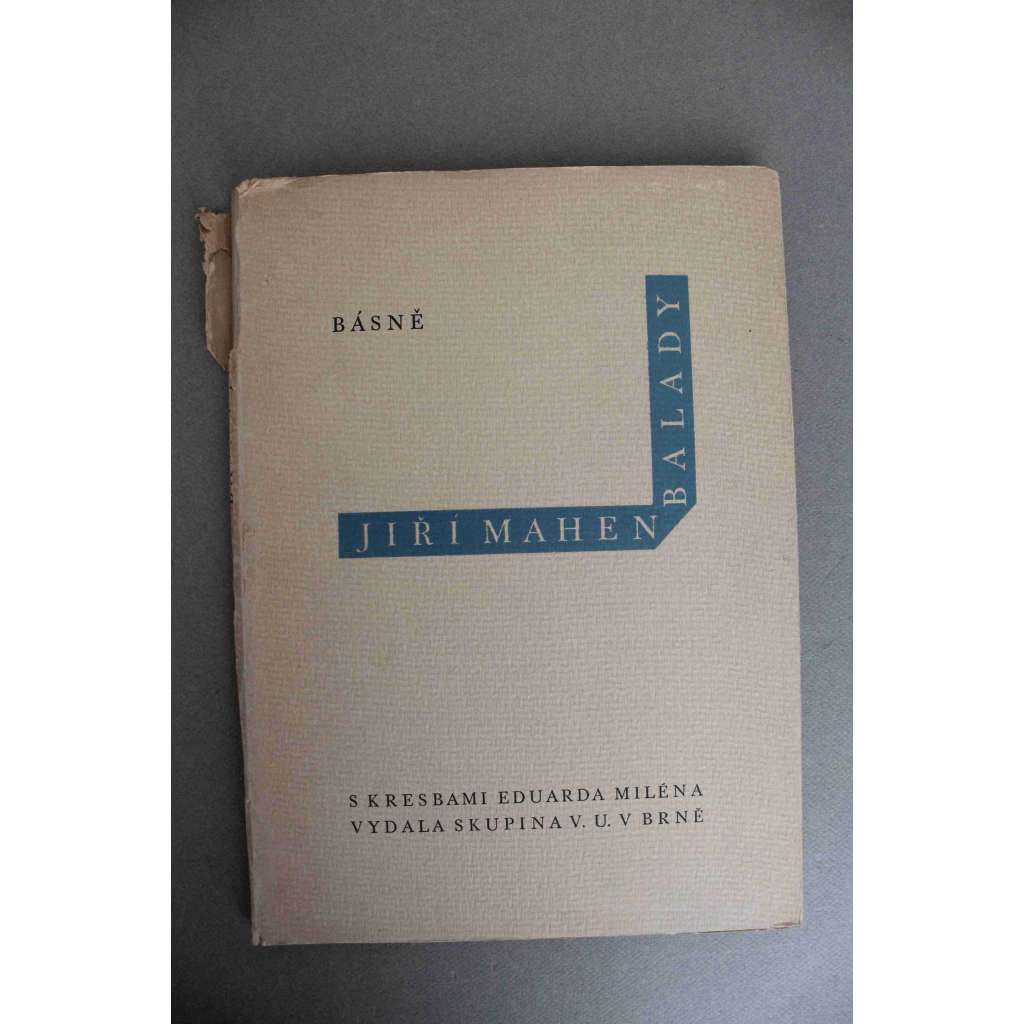 BÁSNĚ
JIŘÍ MAHEN
BALADY
S KRESBAMI EDUARDA MILÉNA
VYDALA SKUPINA V. U. V BRNĚ